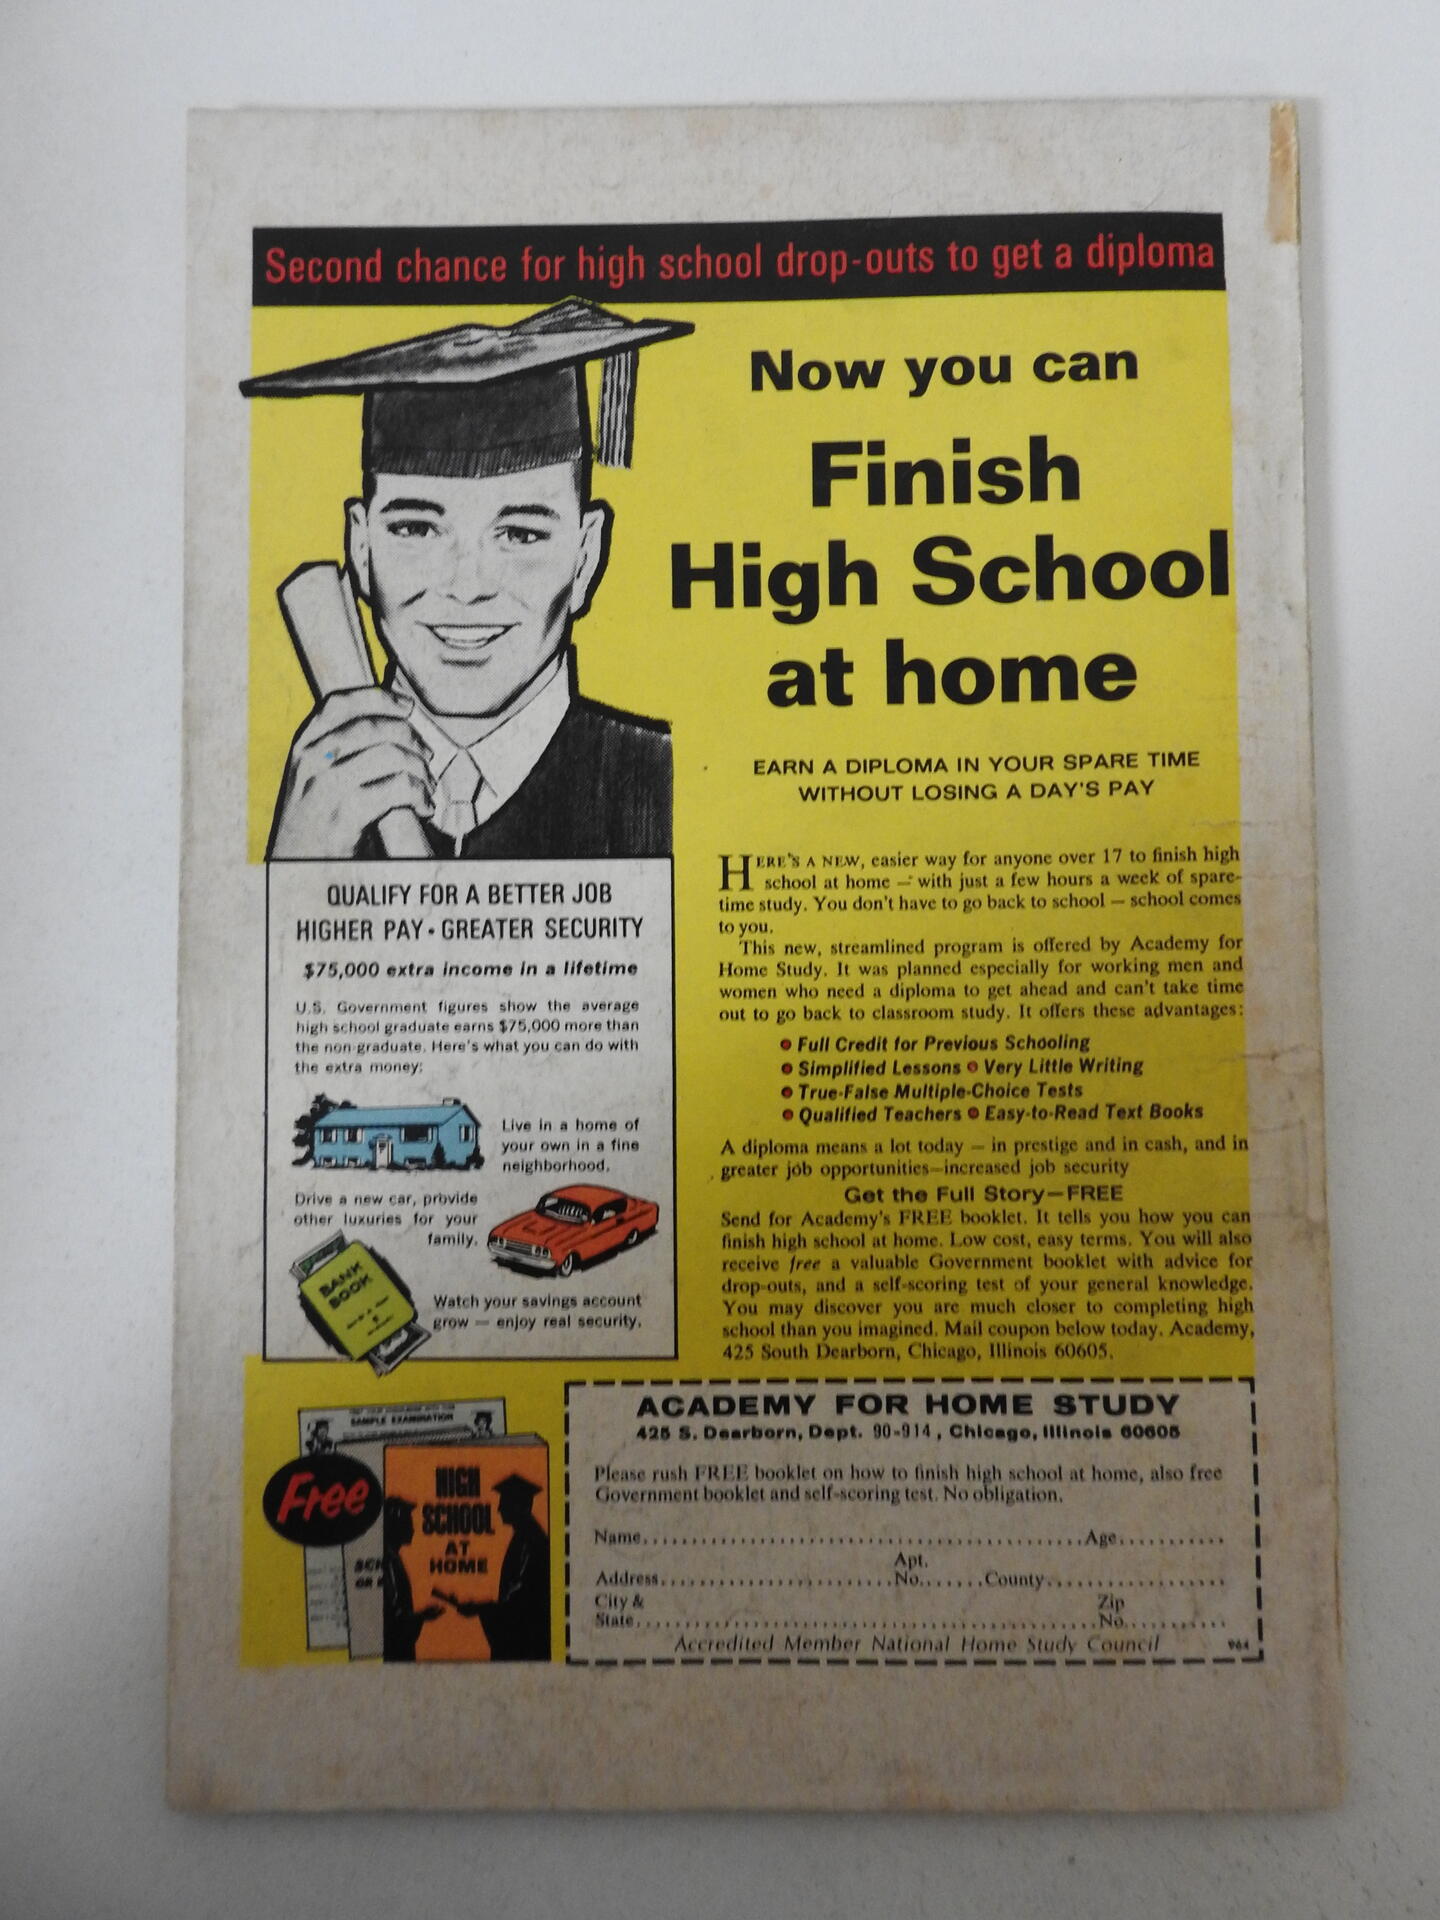 Second chance for high school drop-outs to get a diploma
Now you can
Finish
High School
at home
EARN A DIPLOMA IN YOUR SPARE TIME
WITHOUT LOSING A DAY'S PAY
HERE'S A NEW, easier way for anyone over 17 to finish high
school at home — with just a few hours a week of spare-
time study. You don't have to go back to school — school comes
to you.
This new, streamlined program is offered by Academy for
Home Study. It was planned especially for working men and
women who need a diploma to get ahead and can't take time
out to go back to classroom study. It offers these advantages:
• Full Credit for Previous Schooling
• Simplified Lessons • Very Little Writing
• True-False Multiple-Choice Tests
• Qualified Teachers • Easy-to-Read Text Books
A diploma means a lot today — in prestige and in cash, and in
greater job opportunities—increased job security
Get the Full Story—FREE
Send for Academy's FREE booklet. It tells you how you can
finish high school at home. Low cost, easy terms. You will also
receive free a valuable Government booklet with advice for
drop-outs, and a self-scoring test of your general knowledge.
You may discover you are much closer to completing high
school than you imagined. Mail coupon below today. Academy,
425 South Dearborn, Chicago, Illinois 60605.
QUALIFY FOR A BETTER JOB
HIGHER PAY • GREATER SECURITY
$75,000 extra income in a lifetime
U.S. Government figures show the average
high school graduate earns $75,000 more than
the non-graduate. Here's what you can do with
the extra money:
Live in a home of
your own in a fine
neighborhood.
Drive a new car, provide
other luxuries for your
family.
BANK
BOOK
Watch your savings account
grow — enjoy real security.
SAMPLE EXAMINATION
Free
HIGH
SCHOOL
AT
HOME
ACADEMY FOR HOME STUDY
425 S. Dearborn, Dept. 90-914, Chicago, Illinois 60605
Please rush FREE booklet on how to finish high school at home, also free
Government booklet and self-scoring test. No obligation.
Name..........Age..........
Apt.
Address..........No.......County..........
City & Zip
State..........No..........
Accredited Member National Home Study Council 964